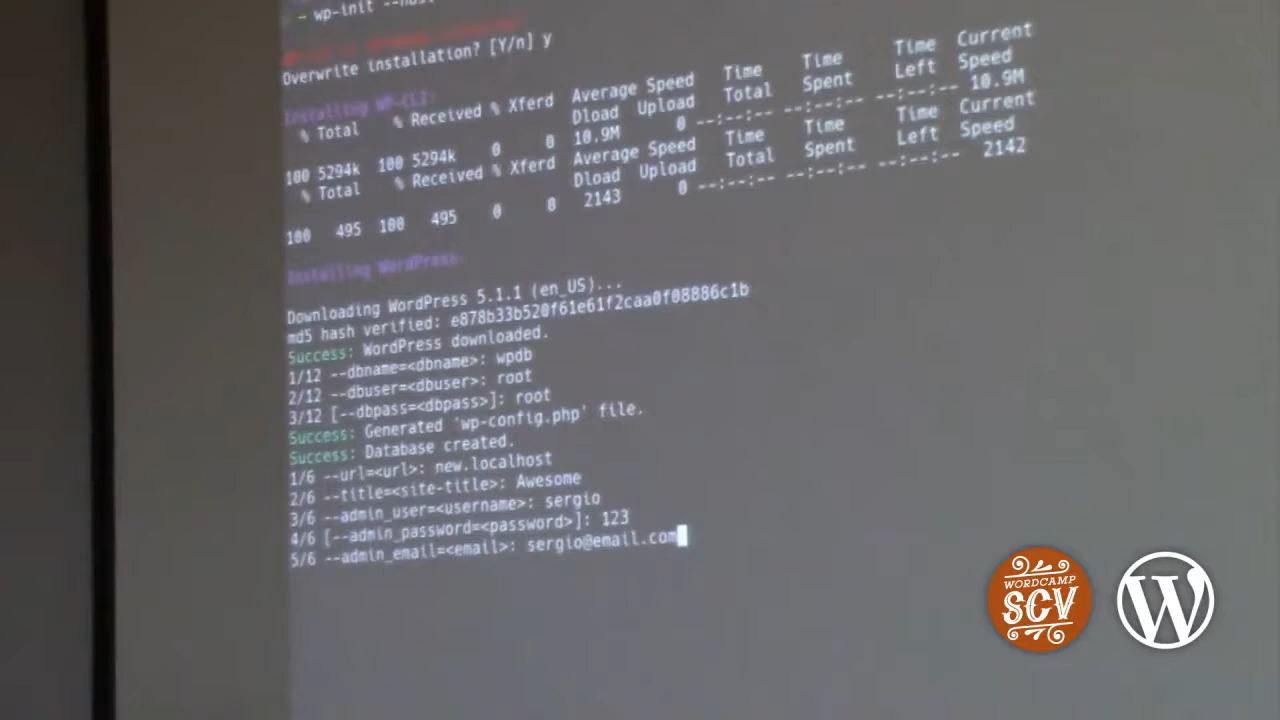 ~ wp-init --host
Overwrite installation? [Y/n] y
Installing WP-CLI:
% Total % Received % Xferd Average Speed Time Time Time Current
Dload Upload Total Spent Left Speed
100 5294k 100 5294k 0 0 10.9M 0 --:--:-- --:--:-- --:--:-- 10.9M
% Total % Received % Xferd Average Speed Time Time Time Current
Dload Upload Total Spent Left Speed
100 495 100 495 0 0 2143 0 --:--:-- --:--:-- --:--:-- 2142
Installing WordPress:
Downloading WordPress 5.1.1 (en_US)...
md5 hash verified: e878b33b520f61e61f2caa0f08886c1b
Success: WordPress downloaded.
1/12 --dbname=<dbname>: wpdb
2/12 --dbuser=<dbuser>: root
3/12 [--dbpass=<dbpass>]: root
Success: Generated 'wp-config.php' file.
Success: Database created.
1/6 --url=<url>: new.localhost
2/6 --title=<site-title>: Awesome
3/6 --admin_user=<username>: sergio
4/6 [--admin_password=<password>]: 123
5/6 --admin_email=<email>: sergio@email.com
WORDCAMP
SCV
W